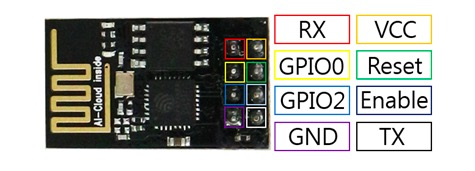 AI-Cloud inside
RX VCC
GPIO0 Reset
GPIO2 Enable
GND TX